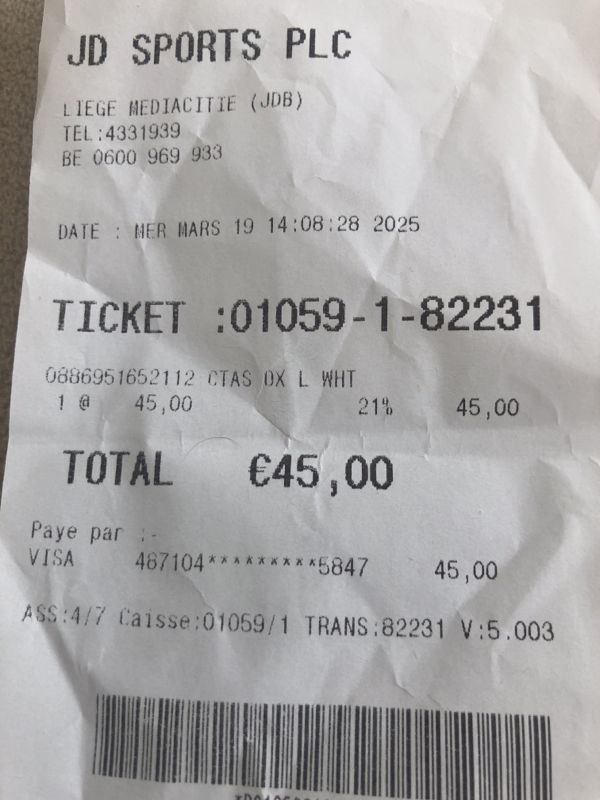 JD SPORTS PLC
LIEGE MEDIACITIE (JDB)
TEL:4331939
BE 0600 969 933
DATE : MER MARS 19 14:08:28 2025
TICKET :01059-1-82231
0886951652112 CTAS OX L WHT
1 @ 45,00 21% 45,00
TOTAL €45,00
Paye par :-
VISA 487104*********5847 45,00
ASS:4/7 Caisse:01059/1 TRANS:82231 V:5.003